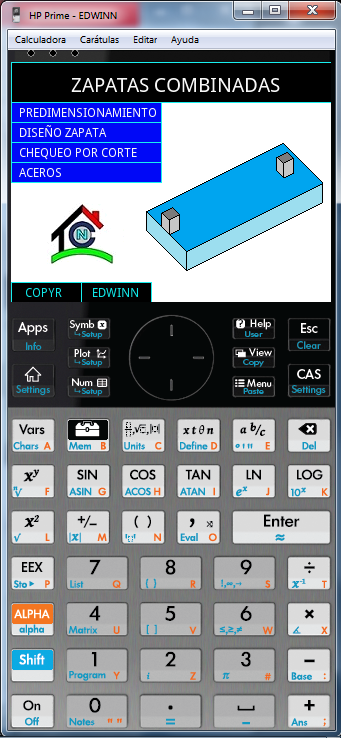 HP Prime - EDWINN
Calculadora Carátulas Editar Ayuda
ZAPATAS COMBINADAS
PREDIMENSIONAMIENTO
DISEÑO ZAPATA
CHEQUEO POR CORTE
ACEROS
C N
COPYR EDWINN
Apps Symb Help Esc
Info Setup User Clear
Plot View CAS
Settings Setup Copy Settings
Num Menu
Setup Paste
Vars x t θ n a b/c
Chars A Mem B Units C Define D E Del
x^y SIN COS TAN LN LOG
F ASIN G ACOS H ATAN I e^x J 10^x K
x² +/- ( ) , Enter
√ L |x| M N Eval O ≈
EEX 7 8 9 ÷
Sto ▸ P List Q { } R !,∞,→ S x⁻¹ T
ALPHA 4 5 6 ×
alpha Matrix U [ ] V ≤,≥,≠ W ∡ X
Shift 1 2 3 −
Program Y i Z π # Base :
On 0 . +
Off Notes " " = Ans ;